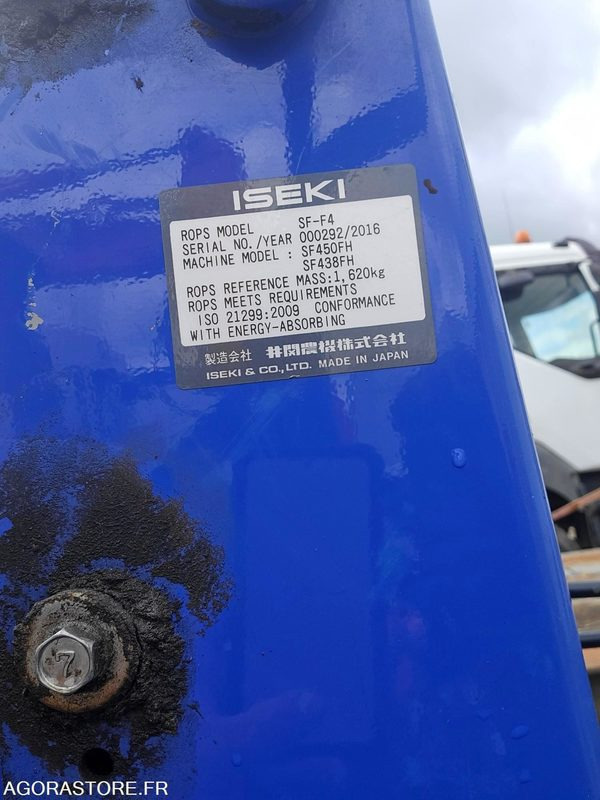 ISEKI
ROPS MODEL SF-F4
SERIAL NO./YEAR 000292/2016
MACHINE MODEL : SF450FH
SF438FH
ROPS REFERENCE MASS:1,620kg
ROPS MEETS REQUIREMENTS
ISO 21299:2009 CONFORMANCE
WITH ENERGY-ABSORBING
製造会社 井関農機株式会社
ISEKI & CO.,LTD. MADE IN JAPAN
7
AGORASTORE.FR